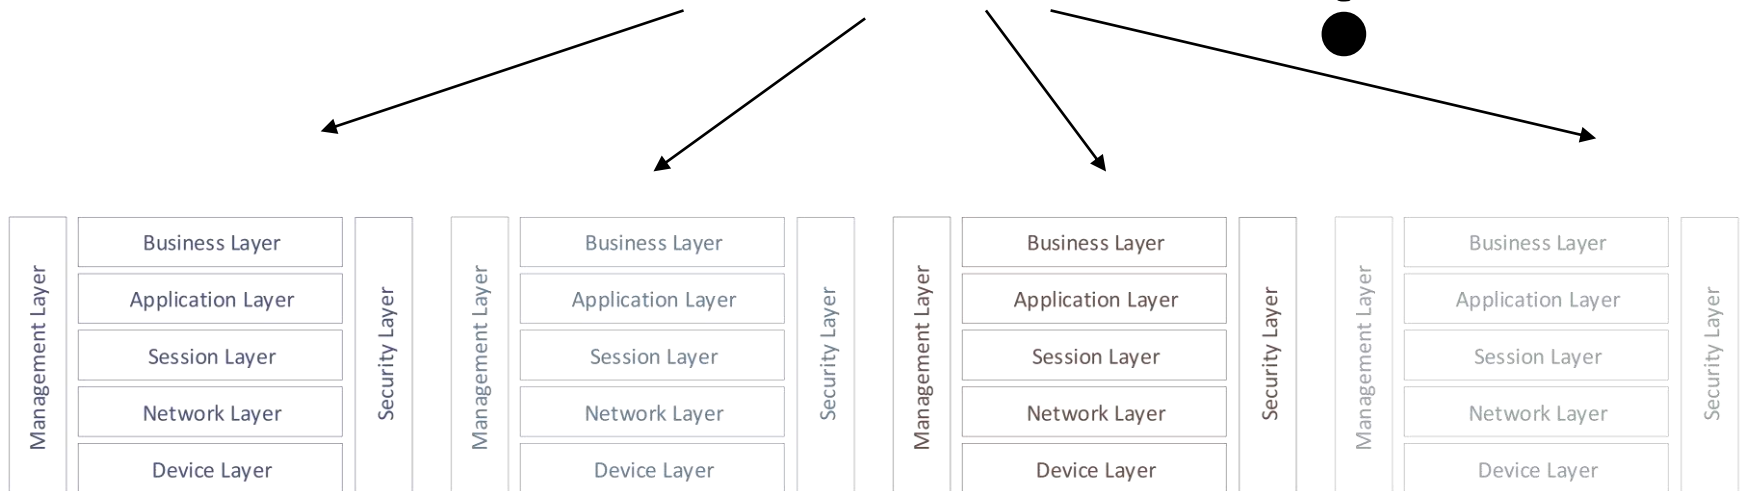 Management Layer
Business Layer
Application Layer
Session Layer
Network Layer
Device Layer
Security Layer
Management Layer
Business Layer
Application Layer
Session Layer
Network Layer
Device Layer
Security Layer
Management Layer
Business Layer
Application Layer
Session Layer
Network Layer
Device Layer
Security Layer
Management Layer
Business Layer
Application Layer
Session Layer
Network Layer
Device Layer
Security Layer